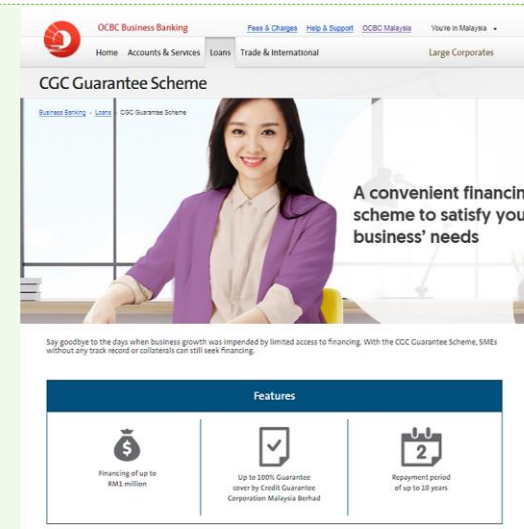 OCBC Business Banking
Fees & Charges Help & Support OCBC Malaysia You're in Malaysia
Home Accounts & Services Loans Trade & International Large Corporates
CGC Guarantee Scheme
Business Banking › Loans › CGC Guarantee Scheme
A convenient financin
scheme to satisfy you
business' needs
Say goodbye to the days when business growth was impended by limited access to financing. With the CGC Guarantee Scheme, SMEs
without any track record or collaterals can still seek financing.
Features
$
2
Financing of up to
RM1 million
Up to 100% Guarantee
cover by Credit Guarantee
Corporation Malaysia Berhad
Repayment period
of up to 10 years